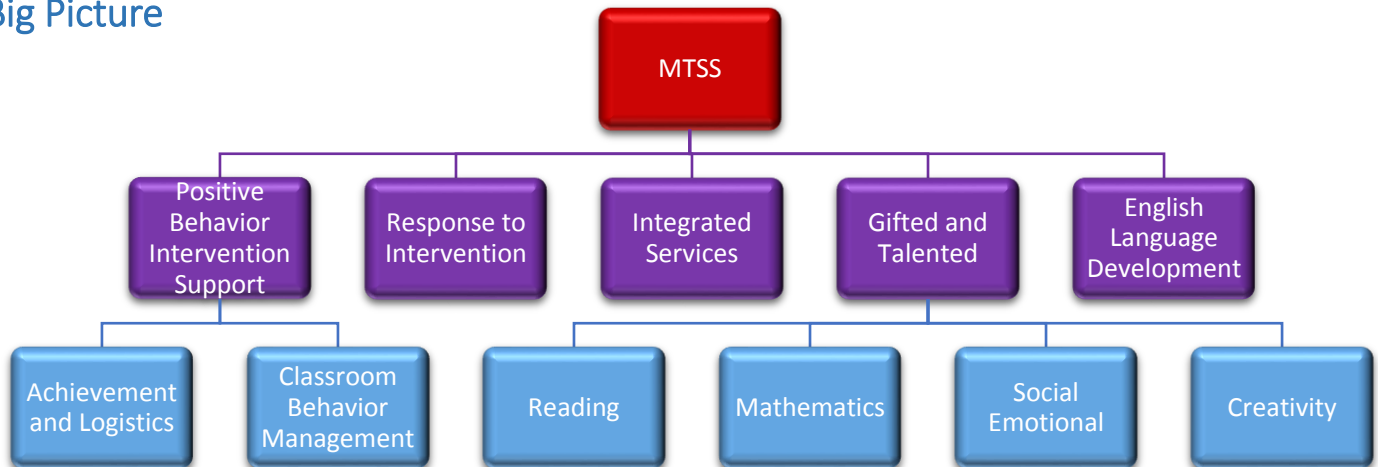 Big Picture
MTSS
Positive
Behavior
Intervention
Support
Response to
Intervention
Integrated
Services
Gifted and
Talented
English
Language
Development
Achievement
and Logistics
Classroom
Behavior
Management
Reading
Mathematics
Social
Emotional
Creativity